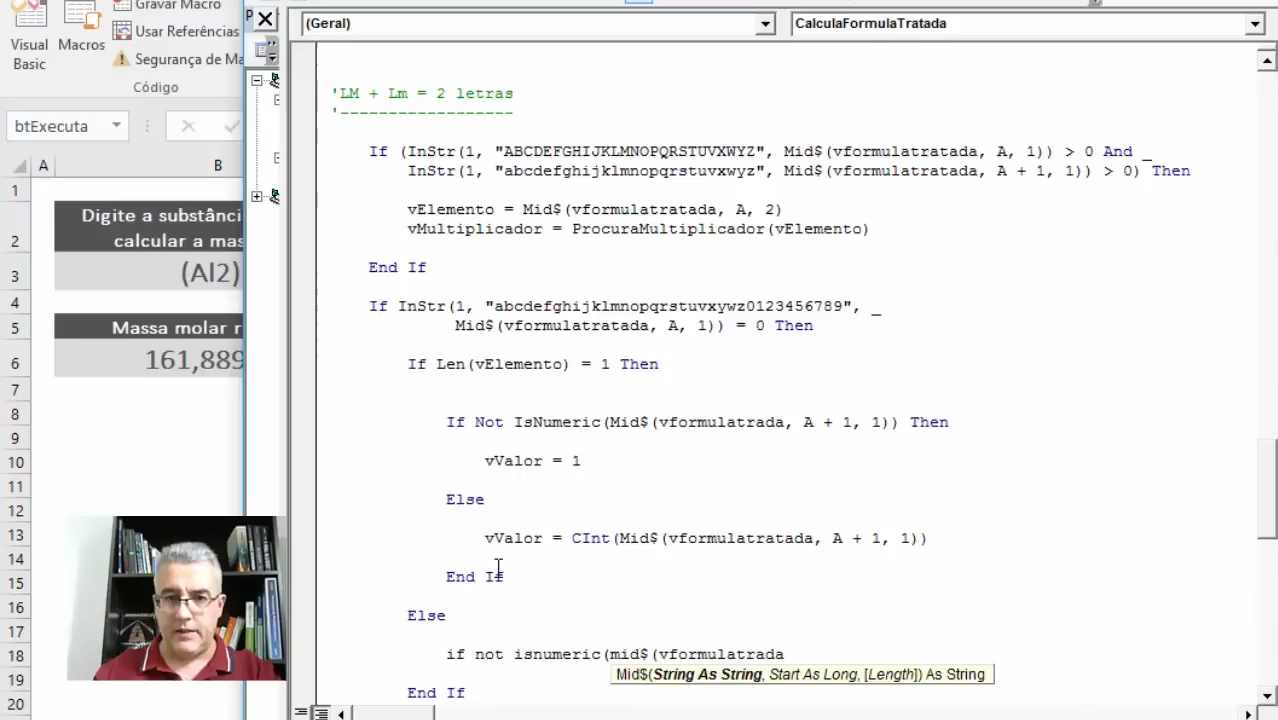 Gravar Macro
Visual Basic
Macros
Usar Referências
Segurança de Ma
Código
btExecuta
A
B
1
Digite a substânci
2
calcular a mas
3
(Al2)
4
5
Massa molar r
6
161,889
7
8
9
10
11
12
13
14
15
16
17
18
19
20
(Geral)
CalculaFormulaTratada
'LM + Lm = 2 letras
'------------------
If (InStr(1, "ABCDEFGHIJKLMNOPQRSTUVXWYZ", Mid$(vformulatratada, A, 1)) > 0 And _
InStr(1, "abcdefghijklmnopqrstuvxwyz", Mid$(vformulatratada, A + 1, 1)) > 0) Then
vElemento = Mid$(vformulatratada, A, 2)
vMultiplicador = ProcuraMultiplicador(vElemento)
End If
If InStr(1, "abcdefghijklmnopqrstuvxywz0123456789", _
Mid$(vformulatratada, A, 1)) = 0 Then
If Len(vElemento) = 1 Then
If Not IsNumeric(Mid$(vformulatrada, A + 1, 1)) Then
vValor = 1
Else
vValor = CInt(Mid$(vformulatratada, A + 1, 1))
End If
Else
if not isnumeric(mid$(vformulatrada
Mid$(String As String, Start As Long, [Length]) As String
End If